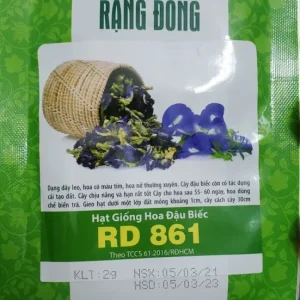 RẠNG ĐÔNG
Dạng dây leo, hoa có màu tím, hoa nở thường xuyên. Cây đậu biếc còn có tác dụng
cải tạo đất. Cây chịu nắng và hạn rất tốt Cây cho hoa sau 55- 60 ngày, hoa dùng
chế biến trà. Gieo hạt dưới một lớp đất mỏng khoảng 1cm, cây cách cây 30cm
Hạt Giống Hoa Đậu Biếc
RD 861
Theo TCCS 61:2016/RDHCM
KLT: 2g NSX: 05/03/21
HSD: 05/03/23